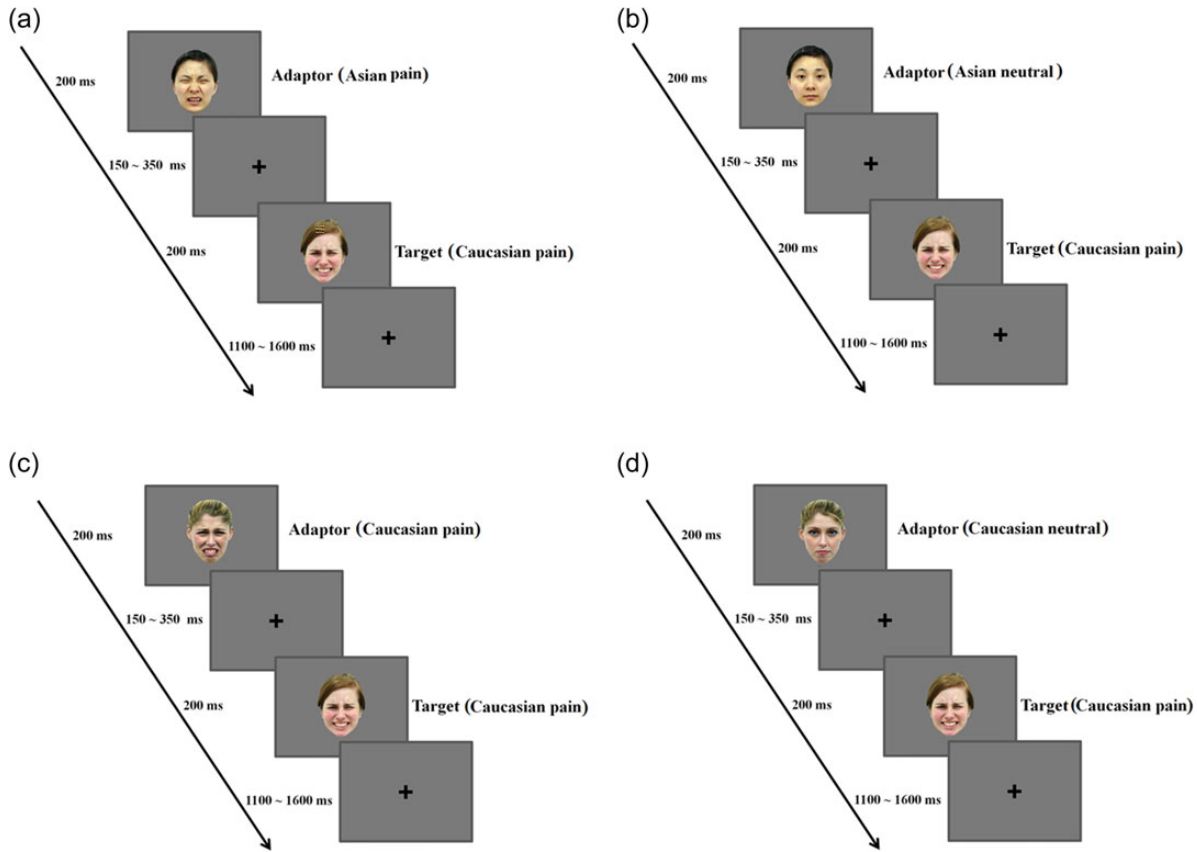 (a)
200 ms
Adaptor (Asian pain)
150 ~ 350 ms
200 ms
Target (Caucasian pain)
1100 ~ 1600 ms
(b)
200 ms
Adaptor (Asian neutral)
150 ~ 350 ms
200 ms
Target (Caucasian pain)
1100 ~ 1600 ms
(c)
200 ms
Adaptor (Caucasian pain)
150 ~ 350 ms
200 ms
Target (Caucasian pain)
1100 ~ 1600 ms
(d)
200 ms
Adaptor (Caucasian neutral)
150 ~ 350 ms
200 ms
Target (Caucasian pain)
1100 ~ 1600 ms